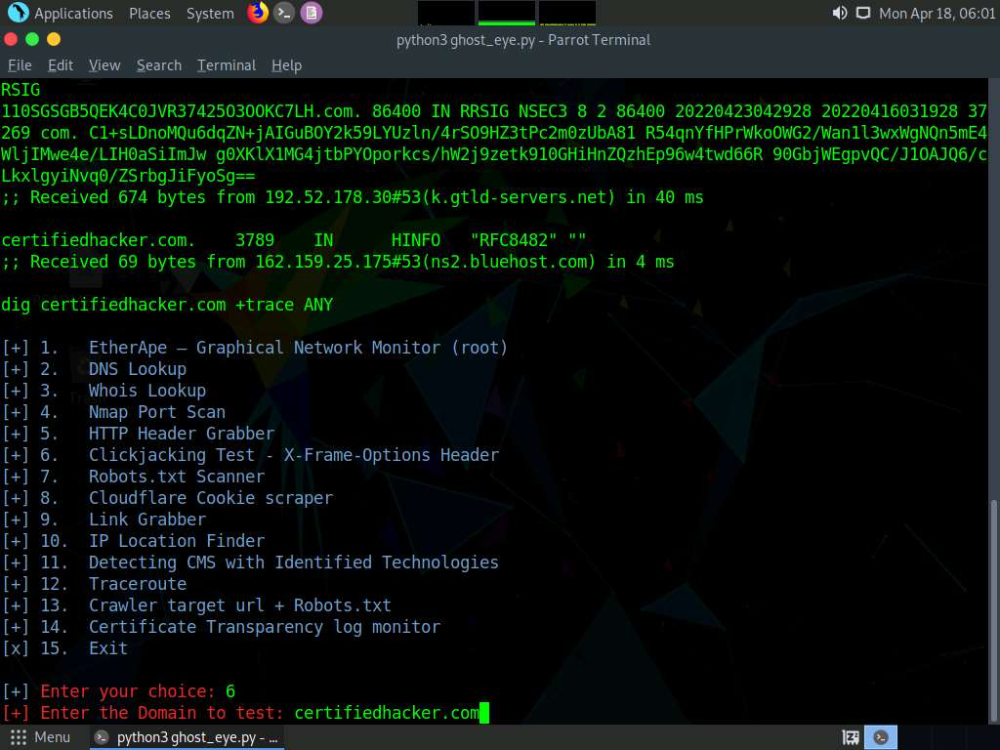 Applications Places System Mon Apr 18, 06:01
python3 ghost_eye.py - Parrot Terminal
File Edit View Search Terminal Help
RSIG
110SGSGB5QEK4C0JVR37425O3OOKC7LH.com. 86400 IN RRSIG NSEC3 8 2 86400 20220423042928 20220416031928 37
269 com. C1+sLDnoMQu6dqZN+jAIGuBOY2k59LYUzln/4rSO9HZ3tPc2m0zUbA81 R54qnYfHPrWkoOWG2/Wan1l3wxWgNQn5mE4
WljIMwe4e/LIH0aSiImJw g0XKlX1MG4jtbPYOporkcs/hW2j9zetk910GHiHnZQzhEp96w4twd66R 90GbjWEgpvQC/J1OAJQ6/c
LkxlgyiNvq0/ZSrbgJiFyoSg==
;; Received 674 bytes from 192.52.178.30#53(k.gtld-servers.net) in 40 ms
certifiedhacker.com. 3789 IN HINFO "RFC8482" ""
;; Received 69 bytes from 162.159.25.175#53(ns2.bluehost.com) in 4 ms
dig certifiedhacker.com +trace ANY
[+] 1. EtherApe – Graphical Network Monitor (root)
[+] 2. DNS Lookup
[+] 3. Whois Lookup
[+] 4. Nmap Port Scan
[+] 5. HTTP Header Grabber
[+] 6. Clickjacking Test - X-Frame-Options Header
[+] 7. Robots.txt Scanner
[+] 8. Cloudflare Cookie scraper
[+] 9. Link Grabber
[+] 10. IP Location Finder
[+] 11. Detecting CMS with Identified Technologies
[+] 12. Traceroute
[+] 13. Crawler target url + Robots.txt
[+] 14. Certificate Transparency log monitor
[x] 15. Exit
[+] Enter your choice: 6
[+] Enter the Domain to test: certifiedhacker.com
Menu python3 ghost_eye.py - ...